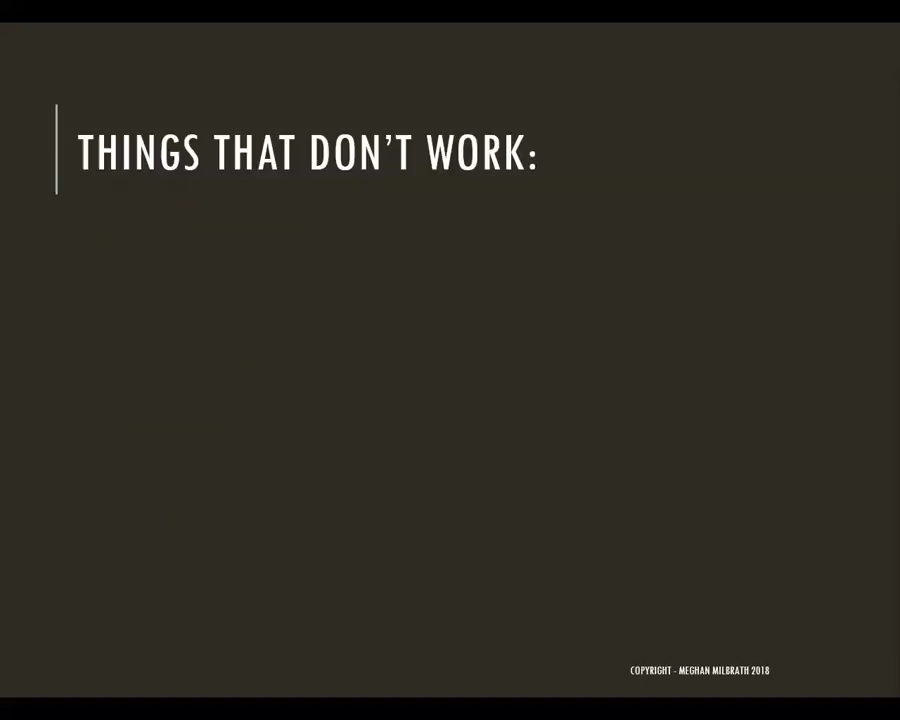 THINGS THAT DON’T WORK:
COPYRIGHT - MEGHAN MILBRATH 2018